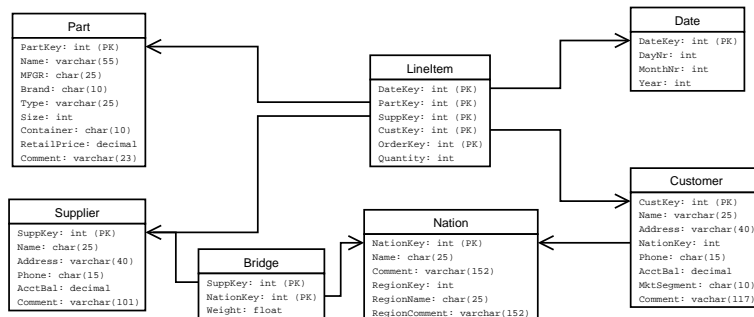 Part
PartKey: int (PK)
Name: varchar(55)
MFGR: char(25)
Brand: char(10)
Type: varchar(25)
Size: int
Container: char(10)
RetailPrice: decimal
Comment: varchar(23)
LineItem
DateKey: int (PK)
PartKey: int (PK)
SuppKey: int (PK)
CustKey: int (PK)
OrderKey: int (PK)
Quantity: int
Date
DateKey: int (PK)
DayNr: int
MonthNr: int
Year: int
Supplier
SuppKey: int (PK)
Name: char(25)
Address: varchar(40)
Phone: char(15)
AcctBal: decimal
Comment: varchar(101)
Bridge
SuppKey: int (PK)
NationKey: int (PK)
Weight: float
Nation
NationKey: int (PK)
Name: char(25)
Comment: varchar(152)
RegionKey: int
RegionName: char(25)
RegionComment: varchar(152)
Customer
CustKey: int (PK)
Name: varchar(25)
Address: varchar(40)
NationKey: int
Phone: char(15)
AcctBal: decimal
MktSegment: char(10)
Comment: vachar(117)